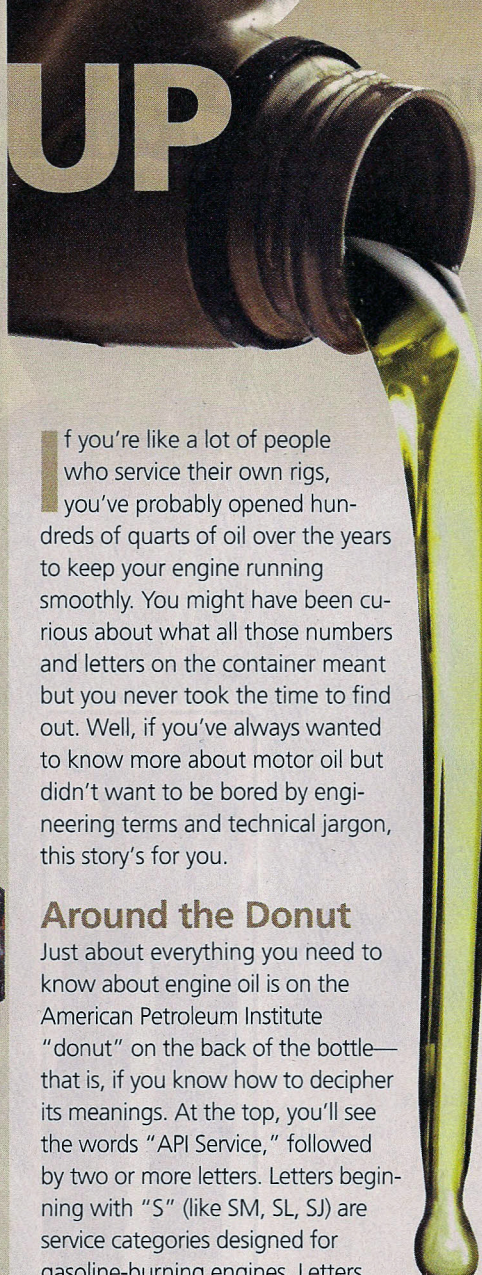 UP
If you're like a lot of people
who service their own rigs,
you've probably opened hun-
dreds of quarts of oil over the years
to keep your engine running
smoothly. You might have been cu-
rious about what all those numbers
and letters on the container meant
but you never took the time to find
out. Well, if you've always wanted
to know more about motor oil but
didn't want to be bored by engi-
neering terms and technical jargon,
this story's for you.
Around the Donut
Just about everything you need to
know about engine oil is on the
American Petroleum Institute
“donut” on the back of the bottle—
that is, if you know how to decipher
its meanings. At the top, you'll see
the words “API Service,” followed
by two or more letters. Letters begin-
ning with “S” (like SM, SL, SJ) are
service categories designed for
gasoline-burning engines. Letters